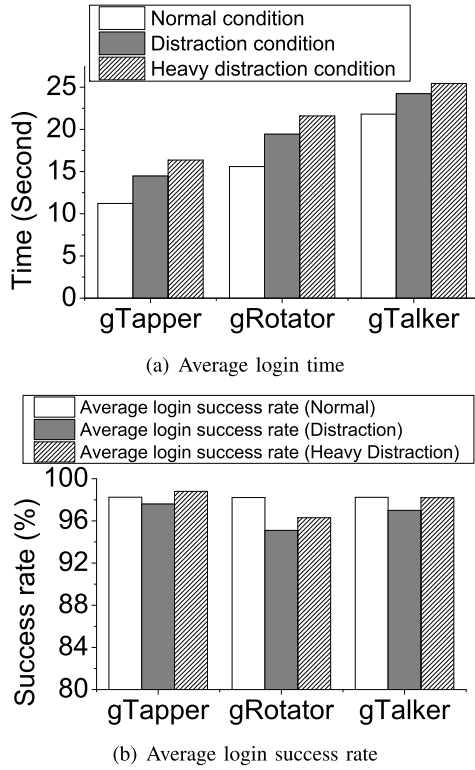 Normal condition
Distraction condition
Heavy distraction condition
25
20
15
10
5
0
Time (Second)
gTapper gRotator gTalker
(a) Average login time
Average login success rate (Normal)
Average login success rate (Distraction)
Average login success rate (Heavy Distraction)
100
96
92
88
84
80
Success rate (%)
gTapper gRotator gTalker
(b) Average login success rate